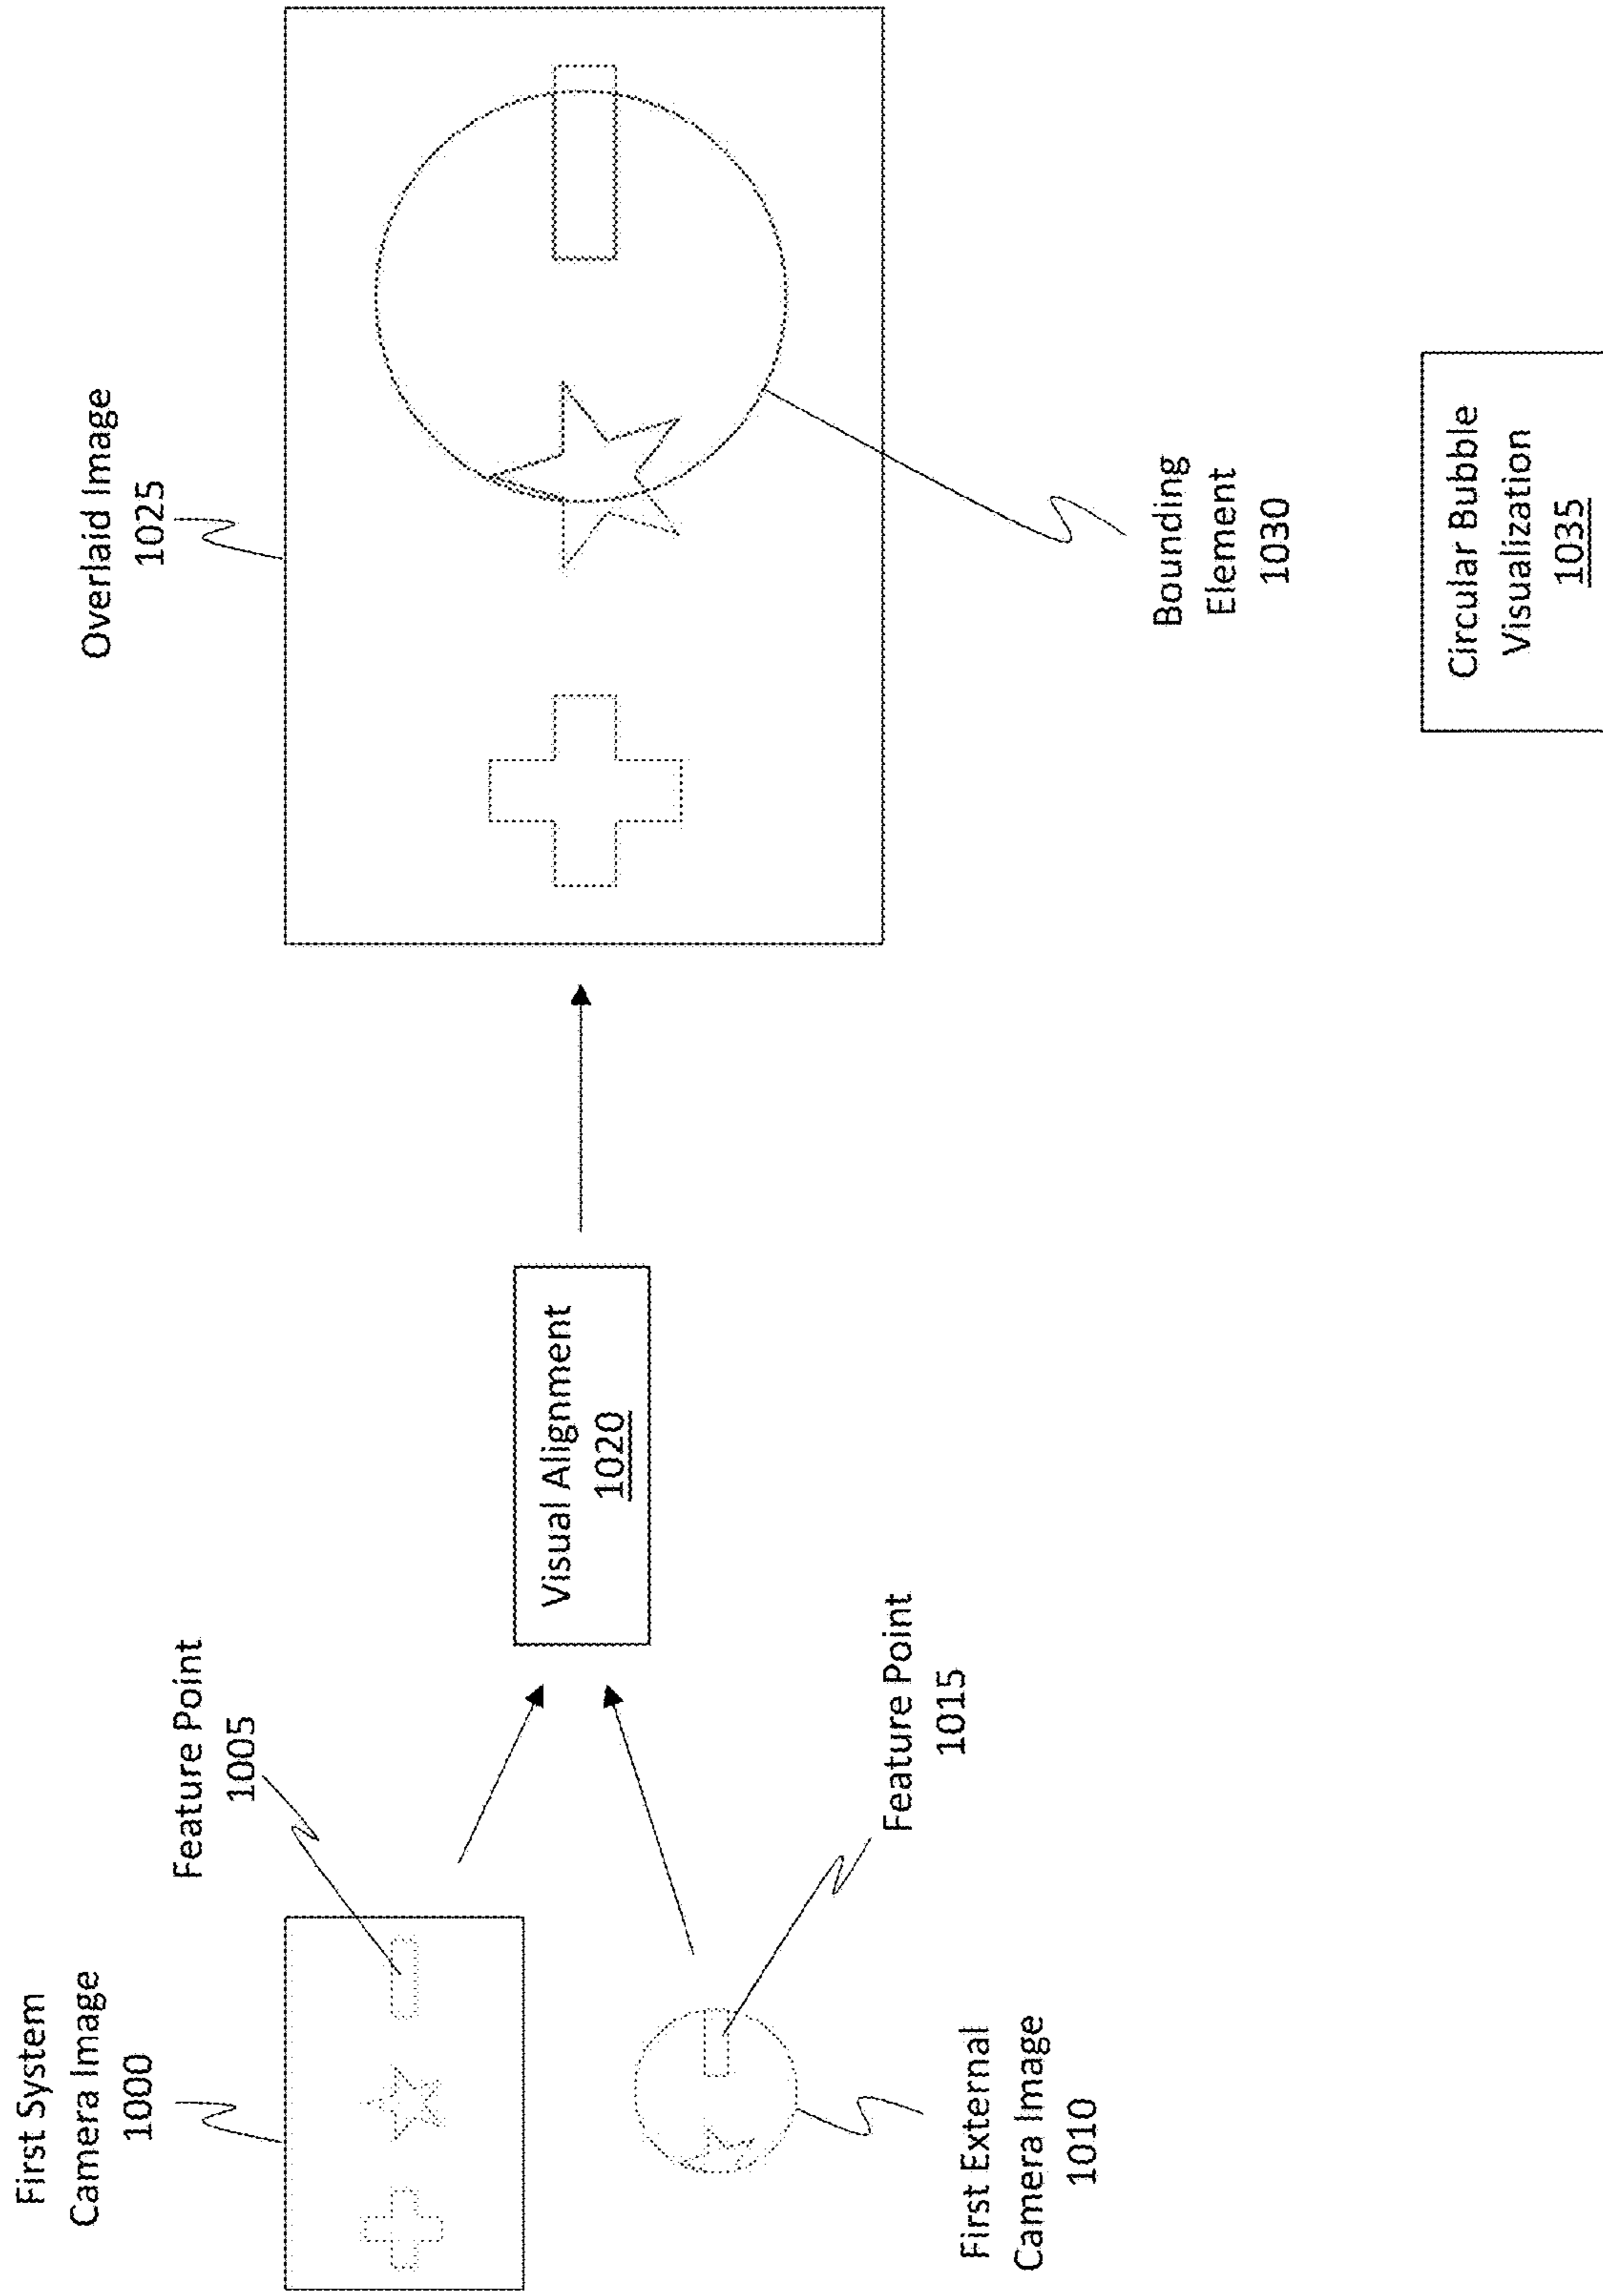 First System
Camera Image
1000
Feature Point
1005
First External
Camera Image
1010
Feature Point
1015
Visual Alignment
1020
Overlaid Image
1025
Bounding
Element
1030
Circular Bubble
Visualization
1035